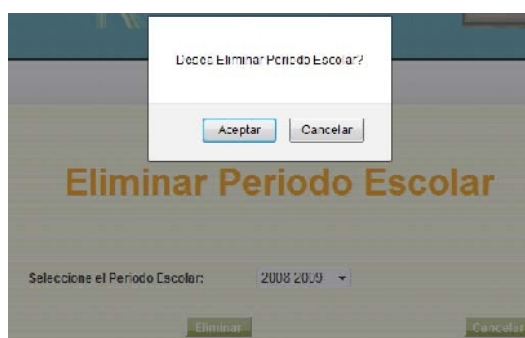 Desea Eliminar Periodo Escolar?
Aceptar Cancelar
Eliminar Periodo Escolar
Seleccione el Periodo Escolar: 2008-2009
Eliminar Cancelar